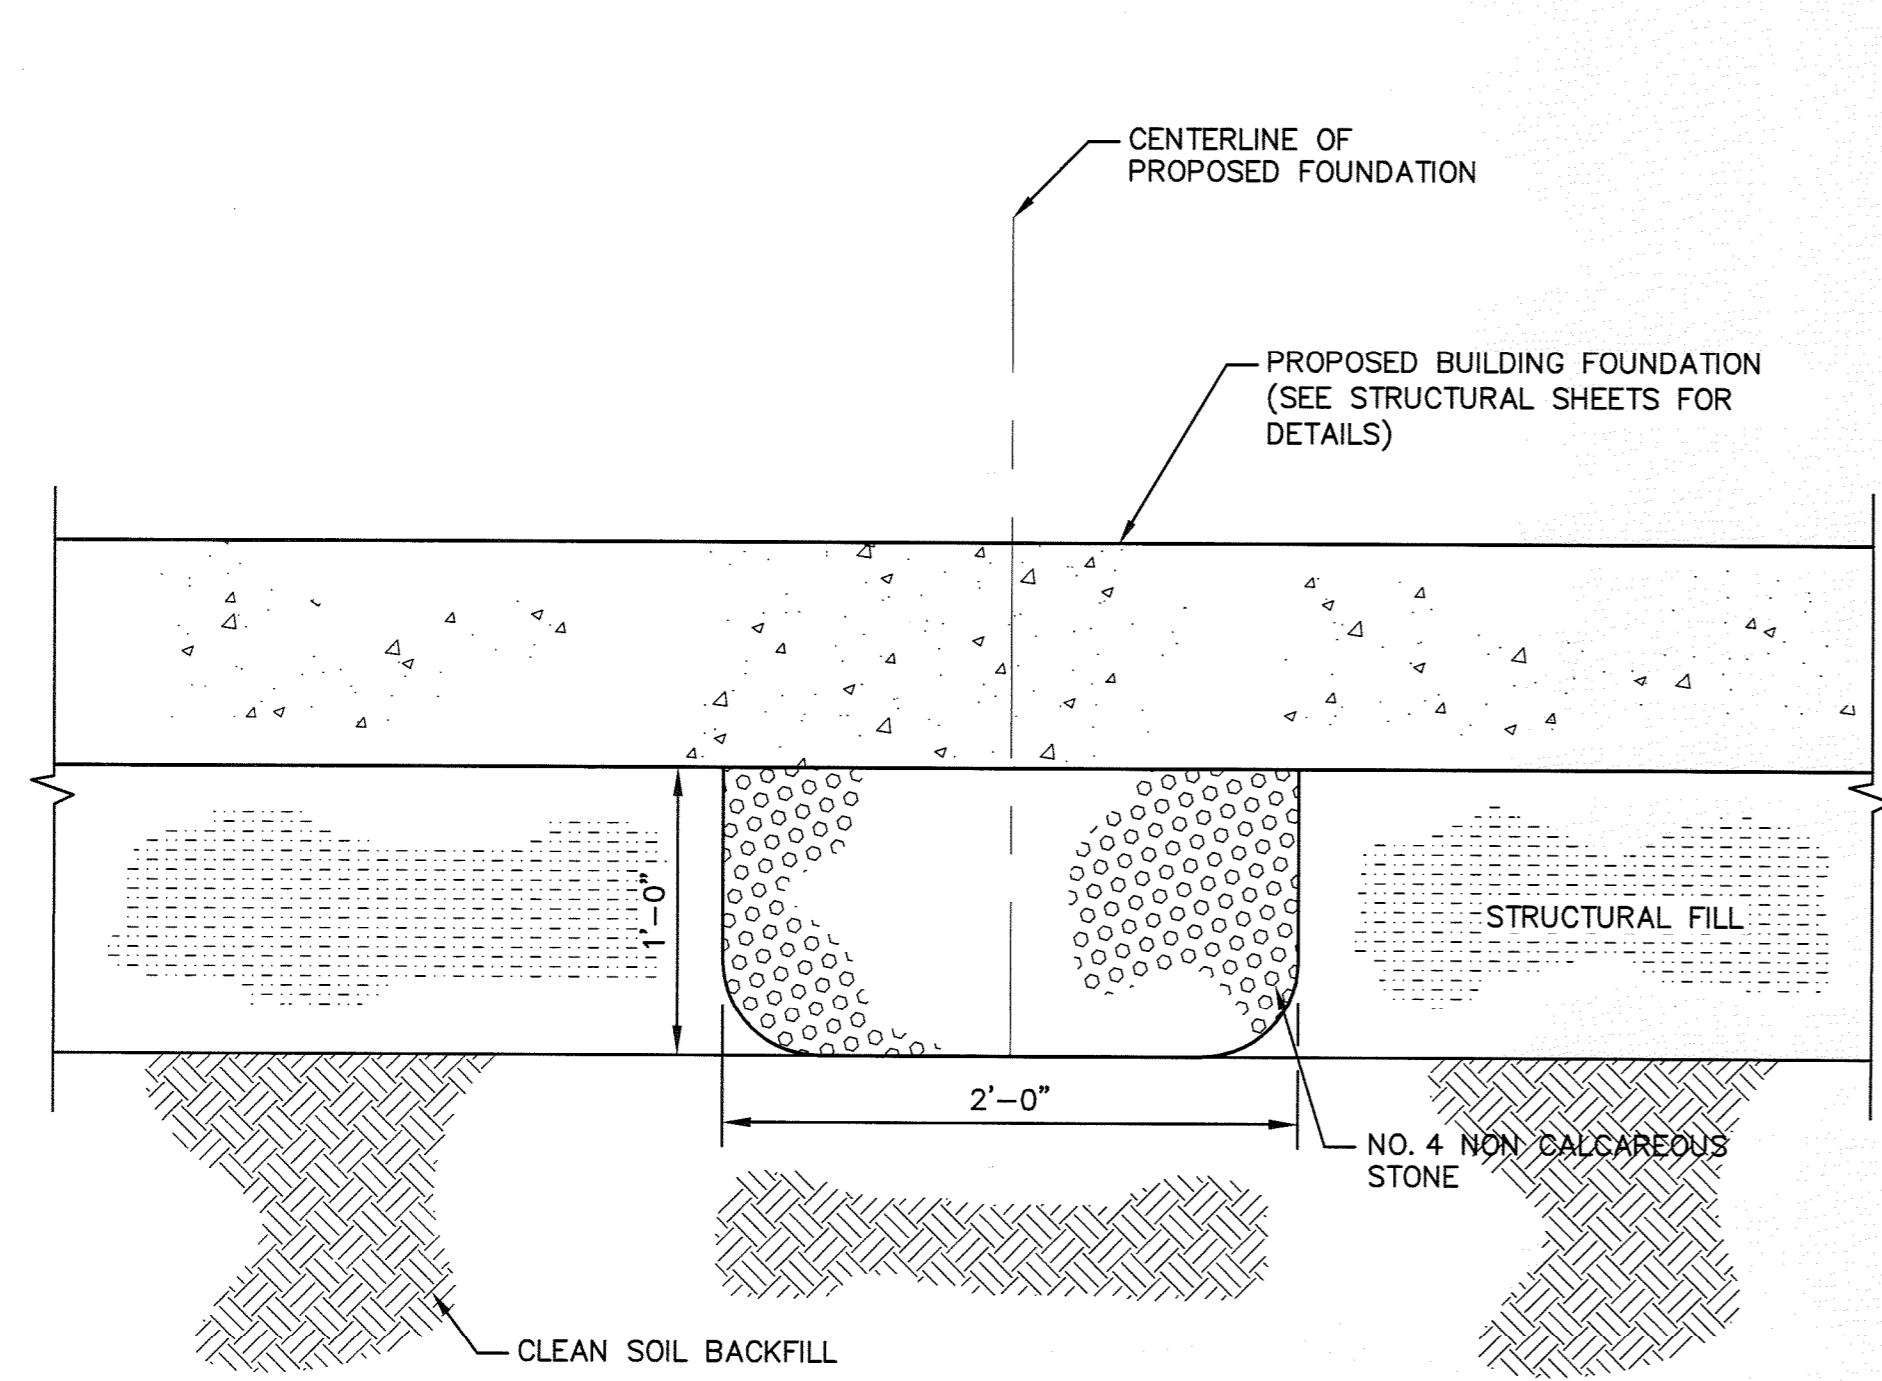 CENTERLINE OF
PROPOSED FOUNDATION
PROPOSED BUILDING FOUNDATION
(SEE STRUCTURAL SHEETS FOR
DETAILS)
1'-0"
STRUCTURAL FILL
2'-0"
NO. 4 NON CALCAREOUS
STONE
CLEAN SOIL BACKFILL